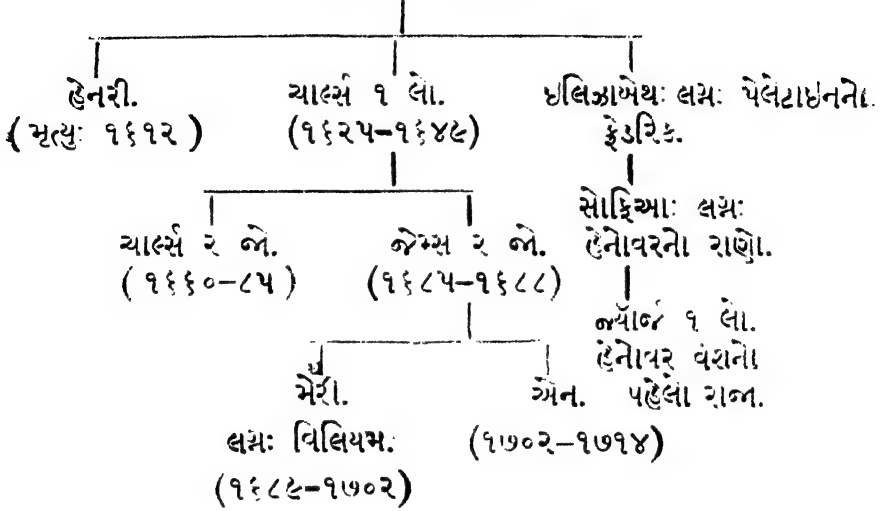 હેનરી. ચાર્લ્સ ૧ લો. ઇલિઝાબેથઃ લગ્નઃ પેલેટાઇનનો
(મૃત્યુઃ ૧૬૧૨) (૧૬૨૫–૧૬૪૯) ફ્રેડરિક.
સોફિઆઃ લગ્નઃ
ચાર્લ્સ ૨ જો. જેમ્સ ૨ જો. હેનોવરનો રાણો.
(૧૬૬૦–૮૫) (૧૬૮૫–૧૬૮૮)
જ્યૉર્જ ૧ લો.
હેનોવર વંશનો
મેરી. એન. પહેલો રાજા.
લગ્નઃ વિલિયમ. (૧૭૦૨–૧૭૧૪)
(૧૬૮૯–૧૭૦૨)